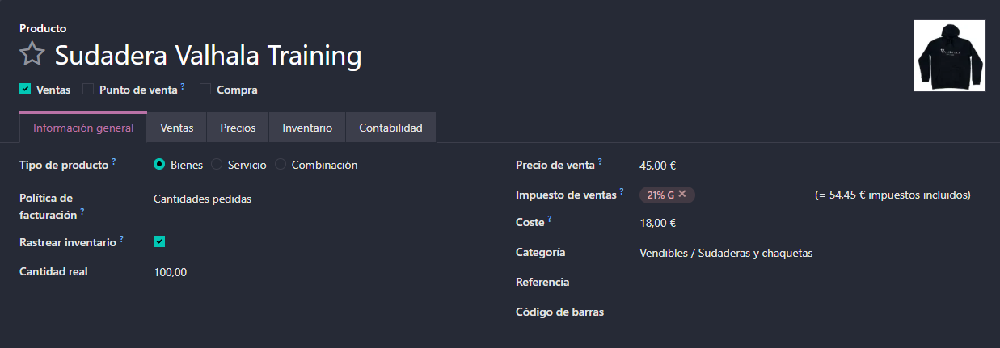 Producto
Sudadera Valhala Training
Ventas Punto de venta ? Compra
Información general Ventas Precios Inventario Contabilidad
Tipo de producto ? Bienes Servicio Combinación
Política de facturación ? Cantidades pedidas
Rastrear inventario ?
Cantidad real 100,00
Precio de venta ? 45,00 €
Impuesto de ventas ? 21% G × (= 54,45 € impuestos incluidos)
Coste ? 18,00 €
Categoría Vendibles / Sudaderas y chaquetas
Referencia
Código de barras